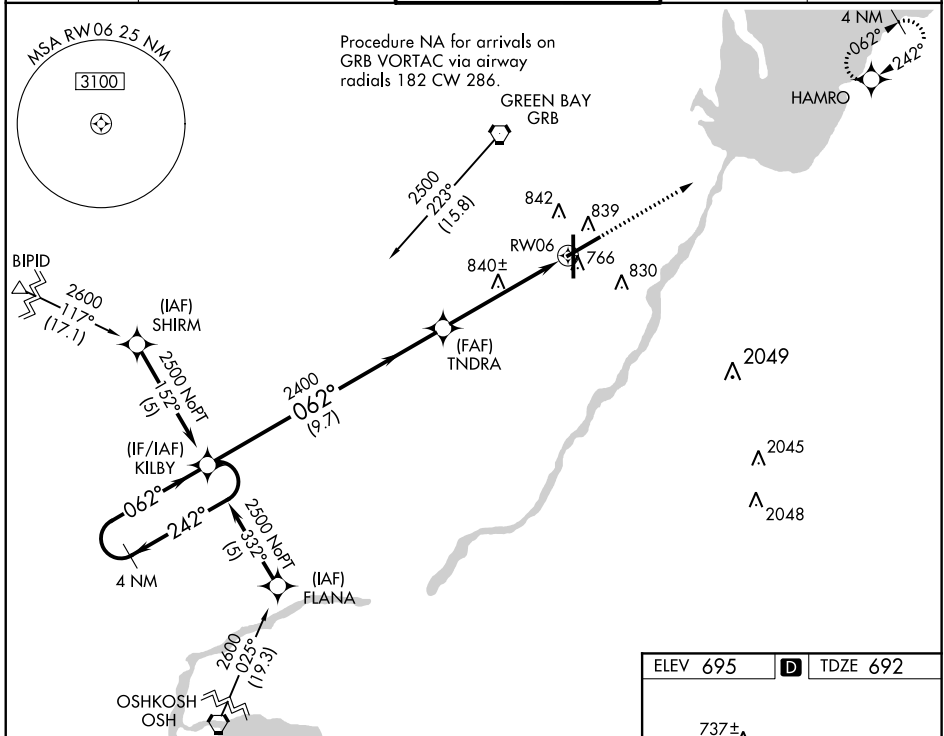 MSA RW06 25 NM
3100
Procedure NA for arrivals on
GRB VORTAC via airway
radials 182 CW 286.
4 NM
062°
242°
HAMRO
GREEN BAY
GRB
2500
223°
(15.8)
842
839
RW06
766
840±
830
BIPID
2600
117°
(17.1)
(IAF)
SHIRM
2500 NoPT
152°
(5)
(FAF)
TNDRA
2400
062°
(9.7)
2049
(IF/IAF)
KILBY
2045
062°
242°
2048
4 NM
2500 NoPT
332°
(5)
(IAF)
FLANA
2600
025°
(19.3)
OSHKOSH
OSH
ELEV 695 D TDZE 692
737±